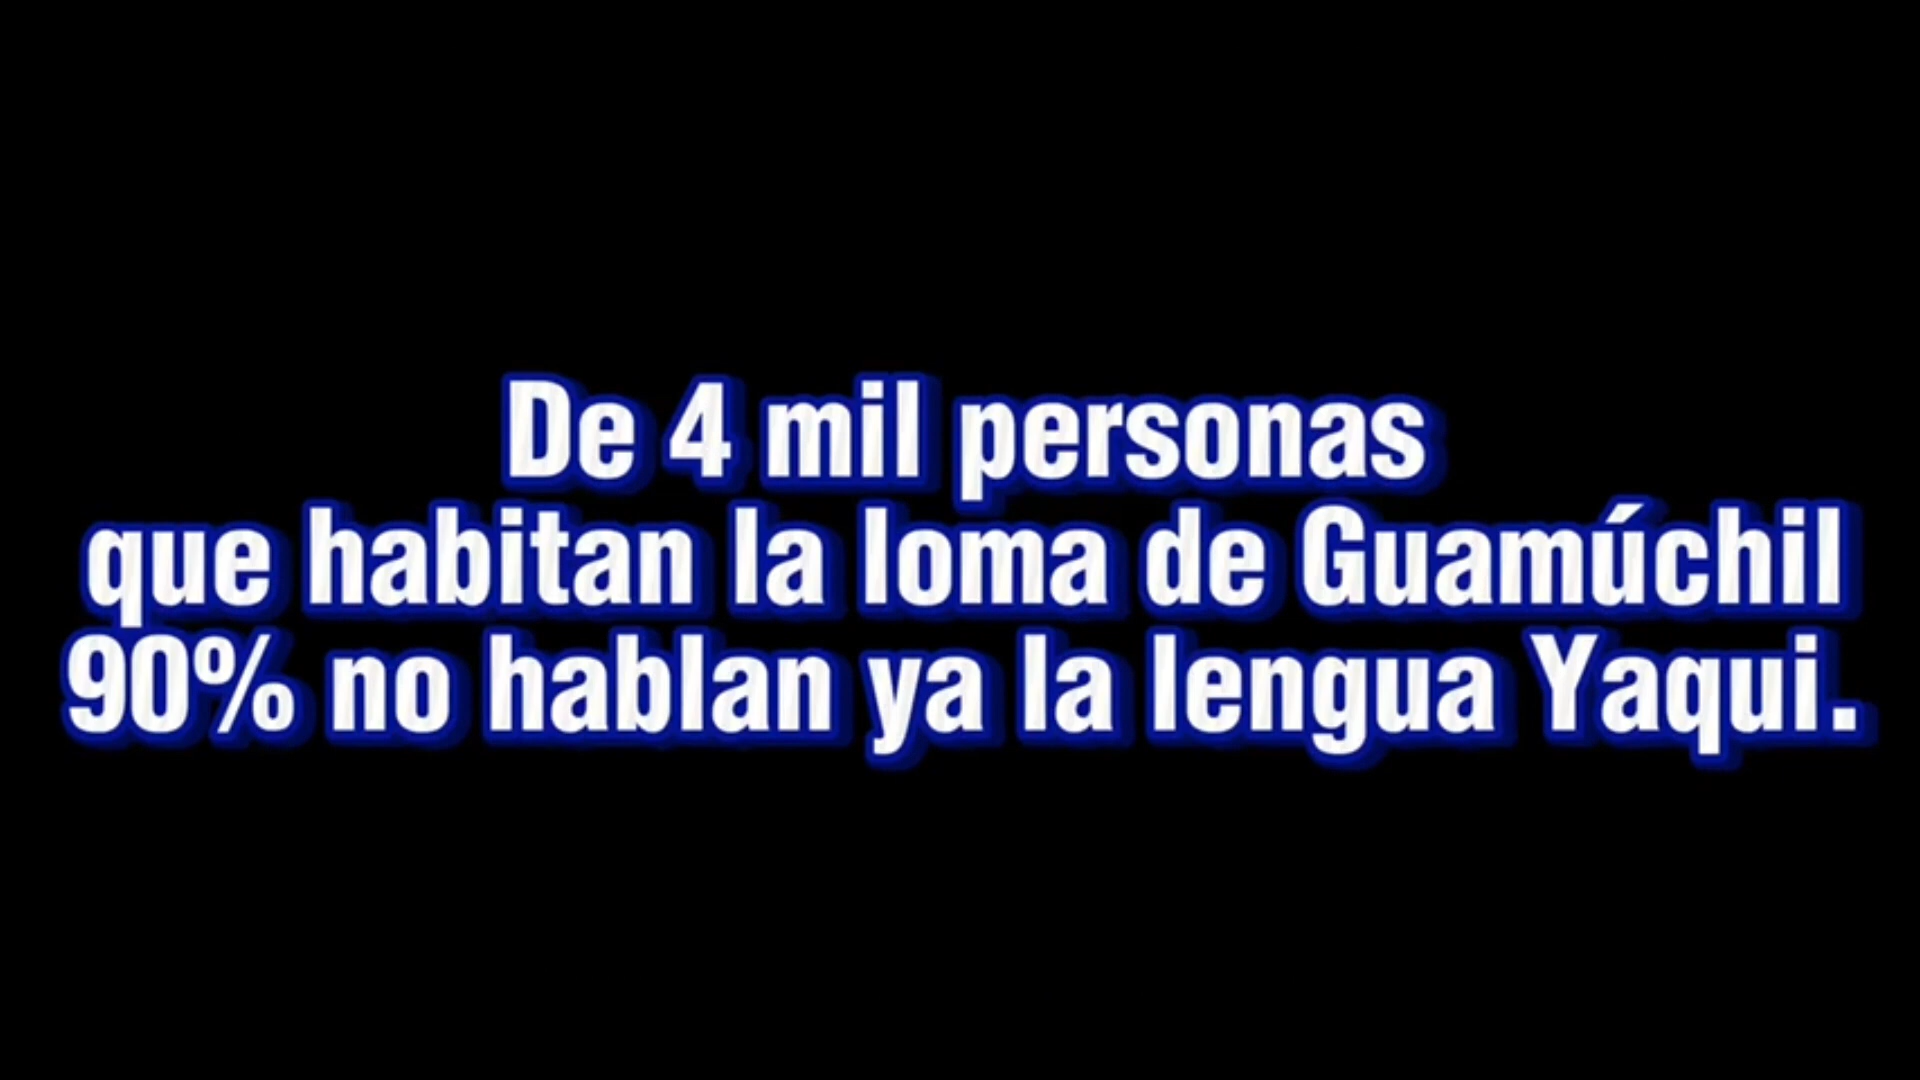 De 4 mil personas
que habitan la loma de Guamúchil
90% no hablan ya la lengua Yaqui.